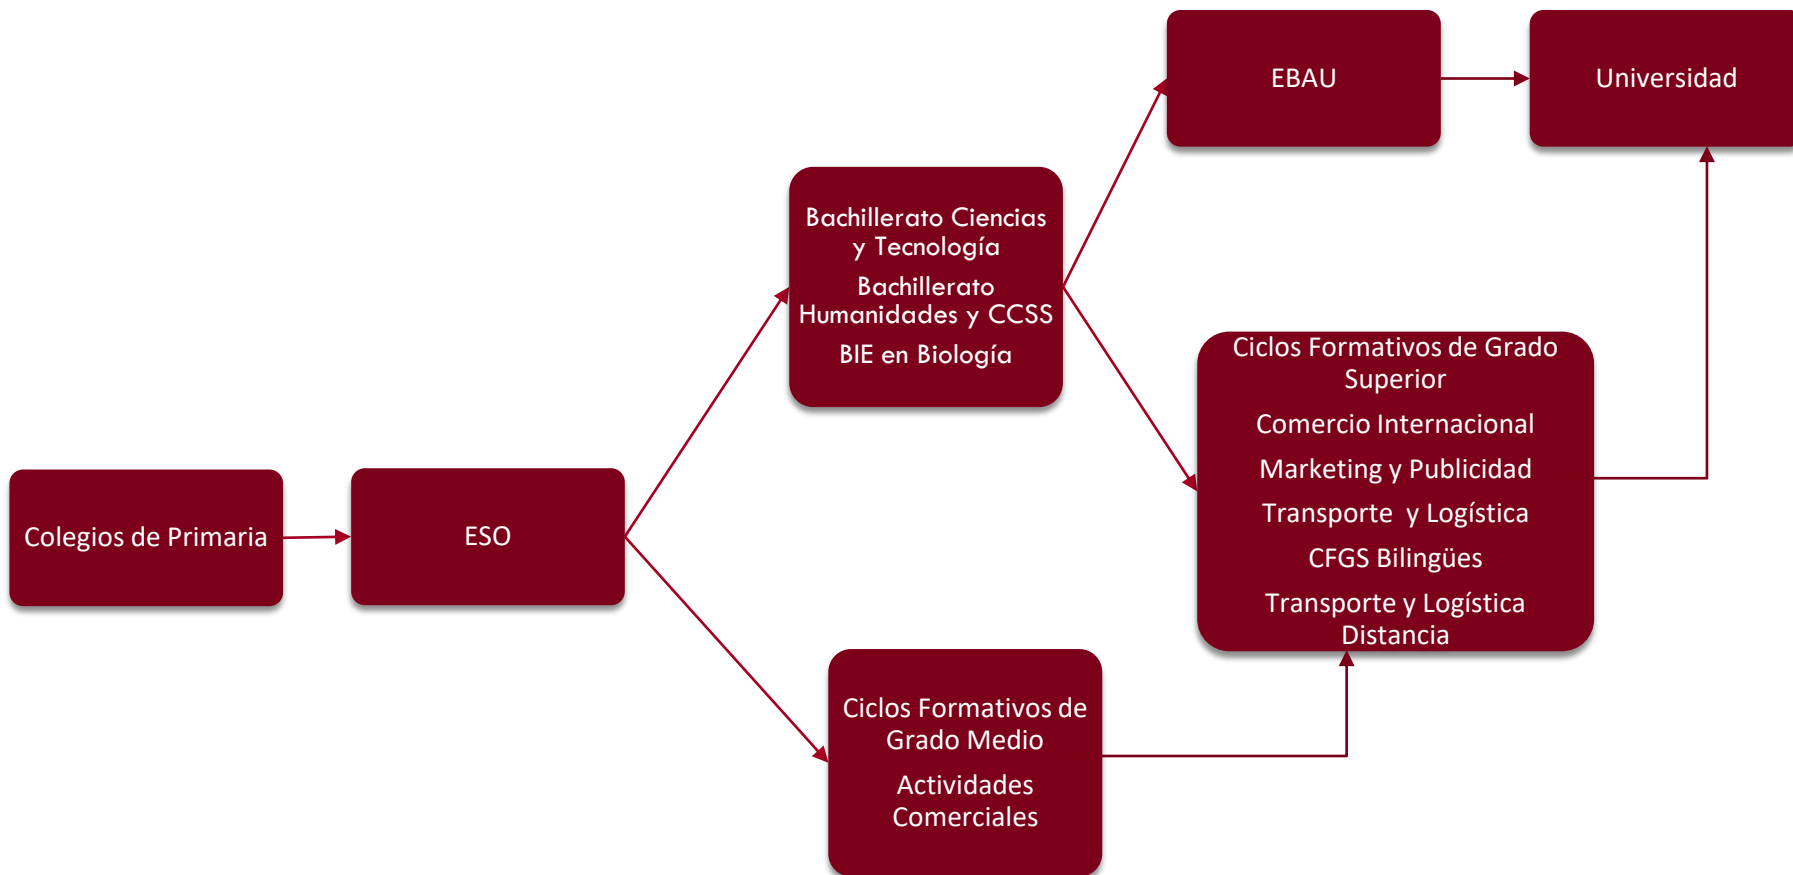 Colegios de Primaria
ESO
Bachillerato Ciencias
y Tecnología
Bachillerato
Humanidades y CCSS
BIE en Biología
Ciclos Formativos de
Grado Medio
Actividades
Comerciales
EBAU
Universidad
Ciclos Formativos de Grado
Superior
Comercio Internacional
Marketing y Publicidad
Transporte y Logística
CFGS Bilingües
Transporte y Logística
Distancia